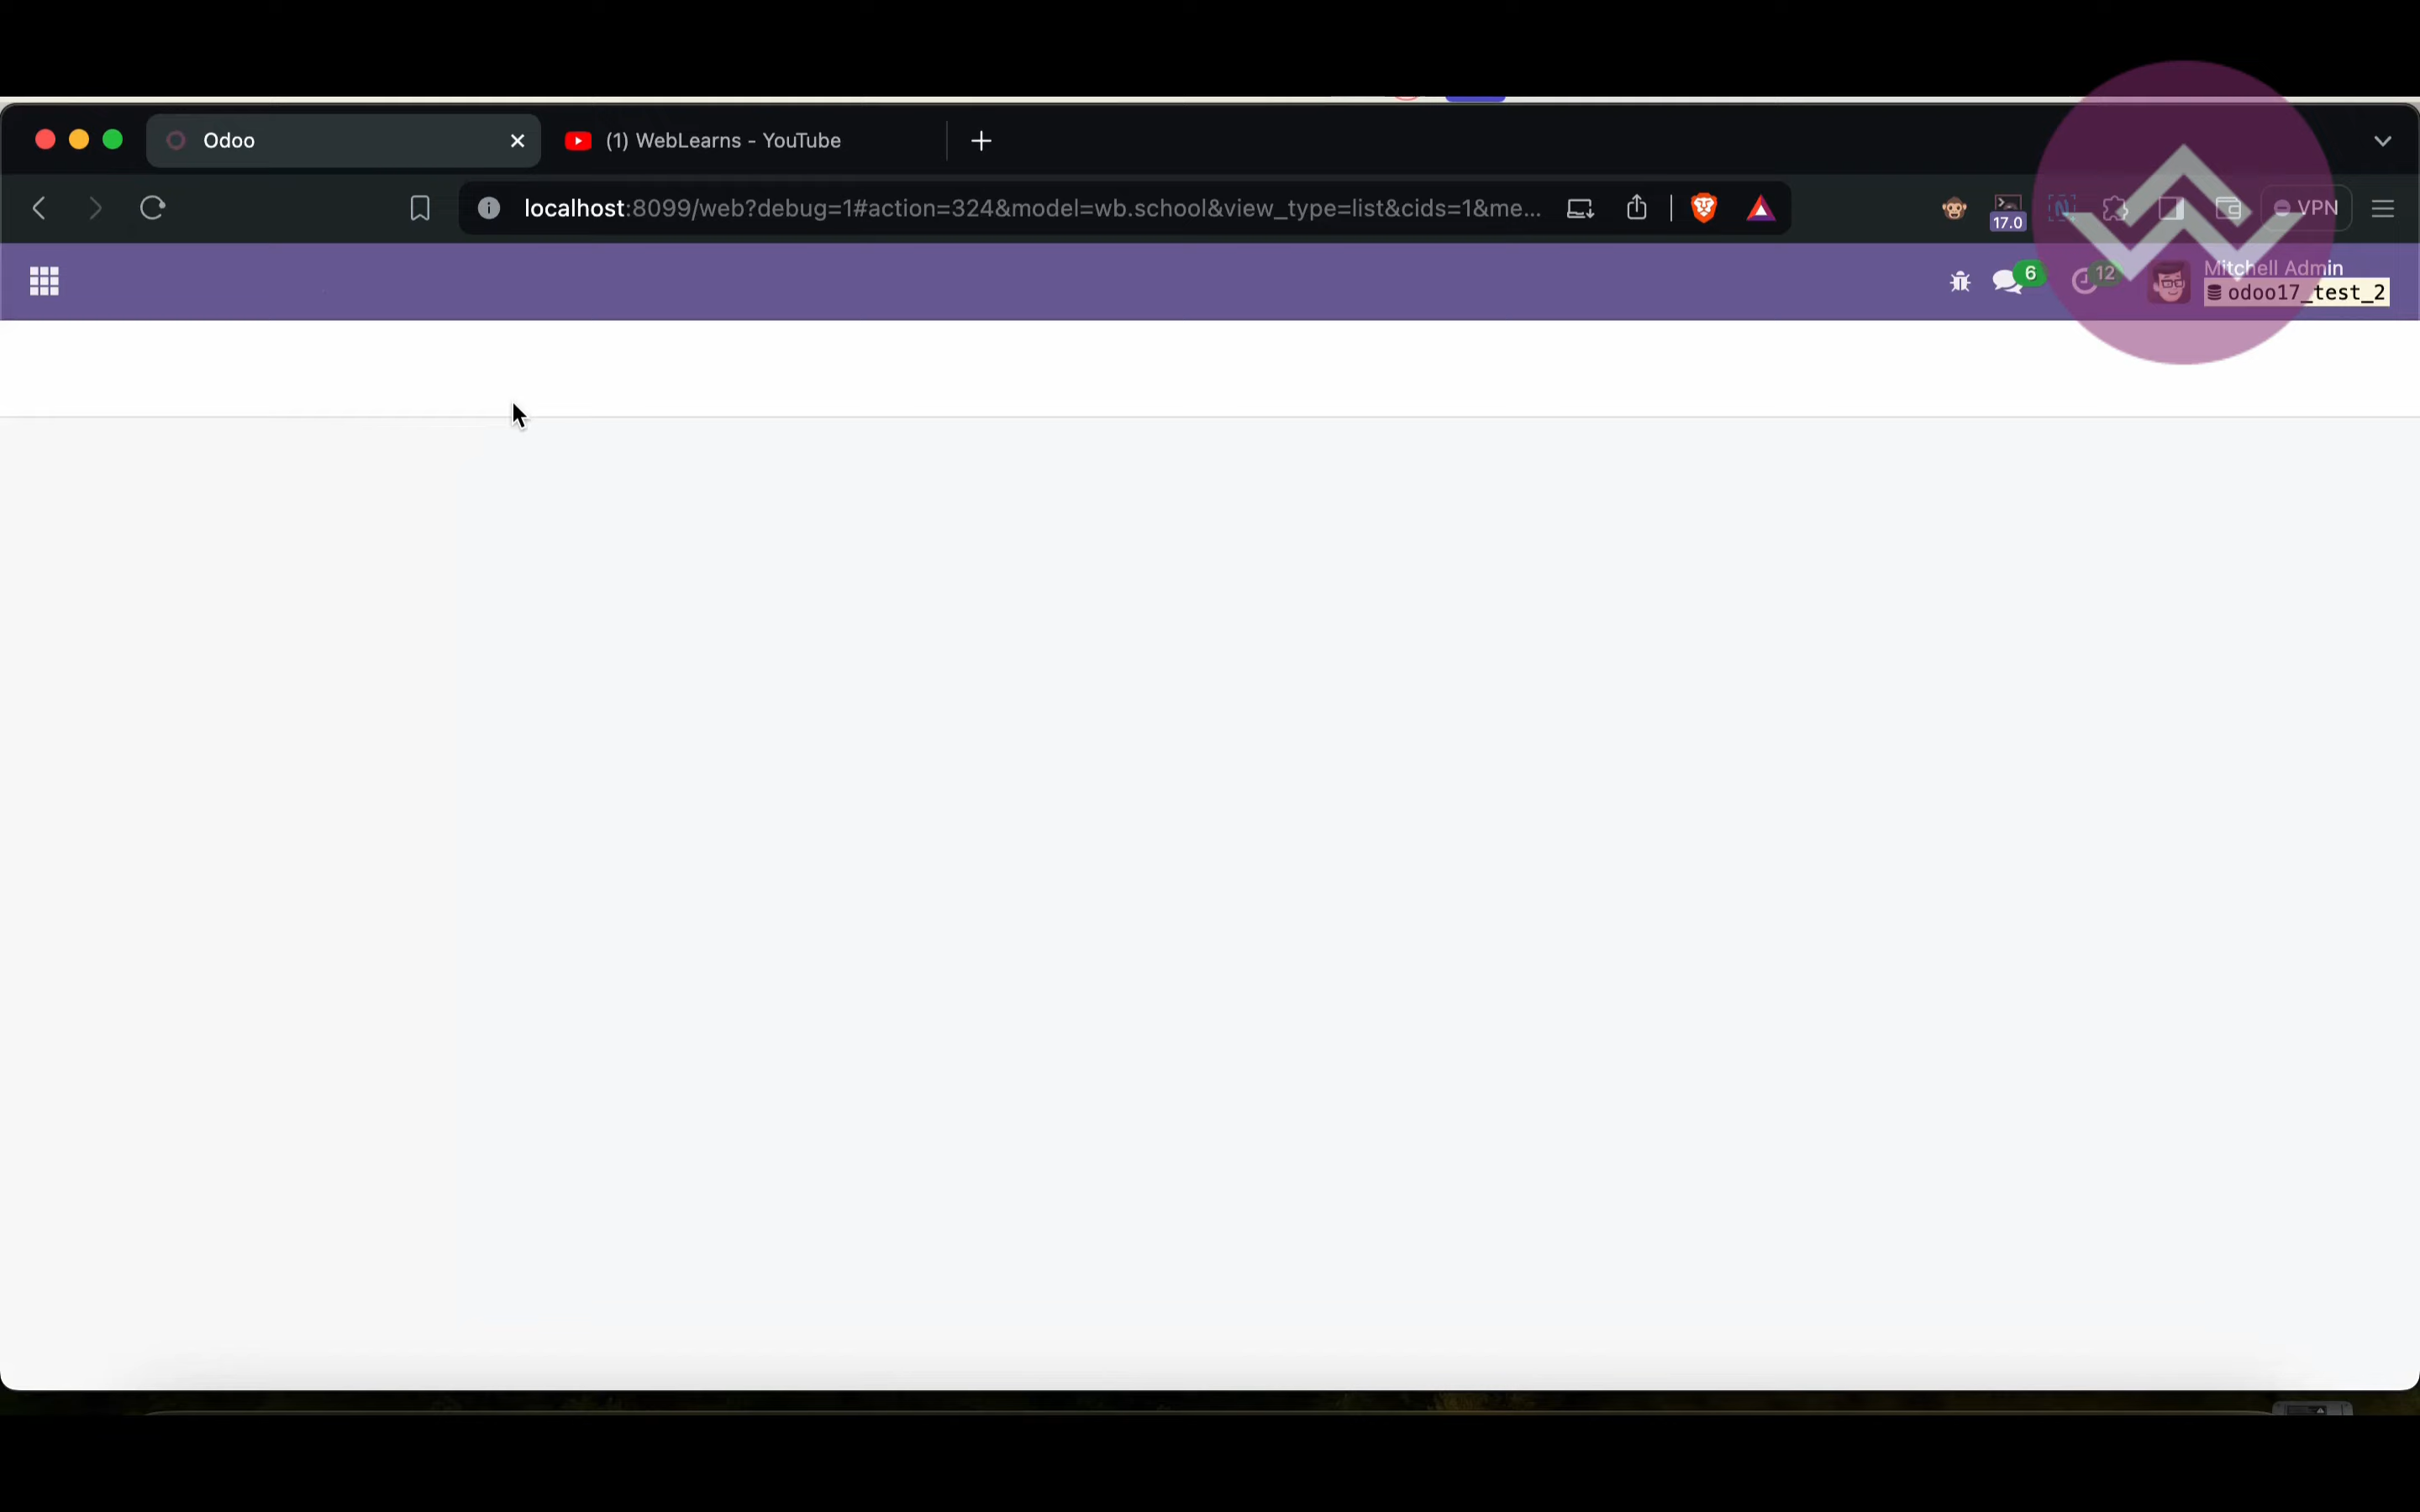 Odoo
(1) WebLearns - YouTube
localhost:8099/web?debug=1#action=324&model=wb.school&view_type=list&cids=1&me...
17.0
VPN
6
12
Mitchell Admin
odoo17_test_2